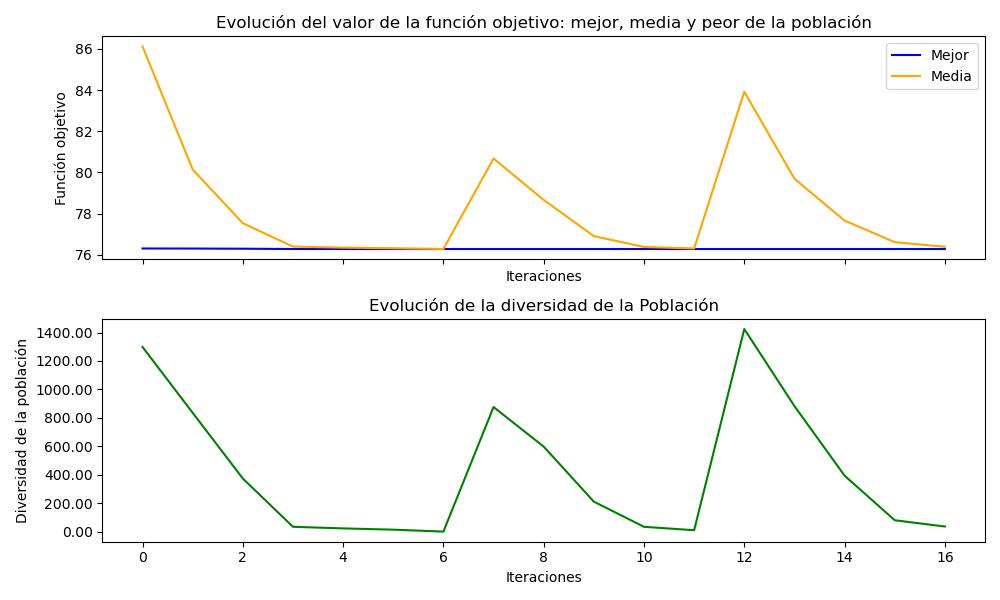 Evolución del valor de la función objetivo: mejor, media y peor de la población
86
84
82
80
78
76
Función objetivo
Mejor
Media
Iteraciones
Evolución de la diversidad de la Población
1400.00
1200.00
1000.00
800.00
600.00
400.00
200.00
0.00
Diversidad de la población
0 2 4 6 8 10 12 14 16
Iteraciones